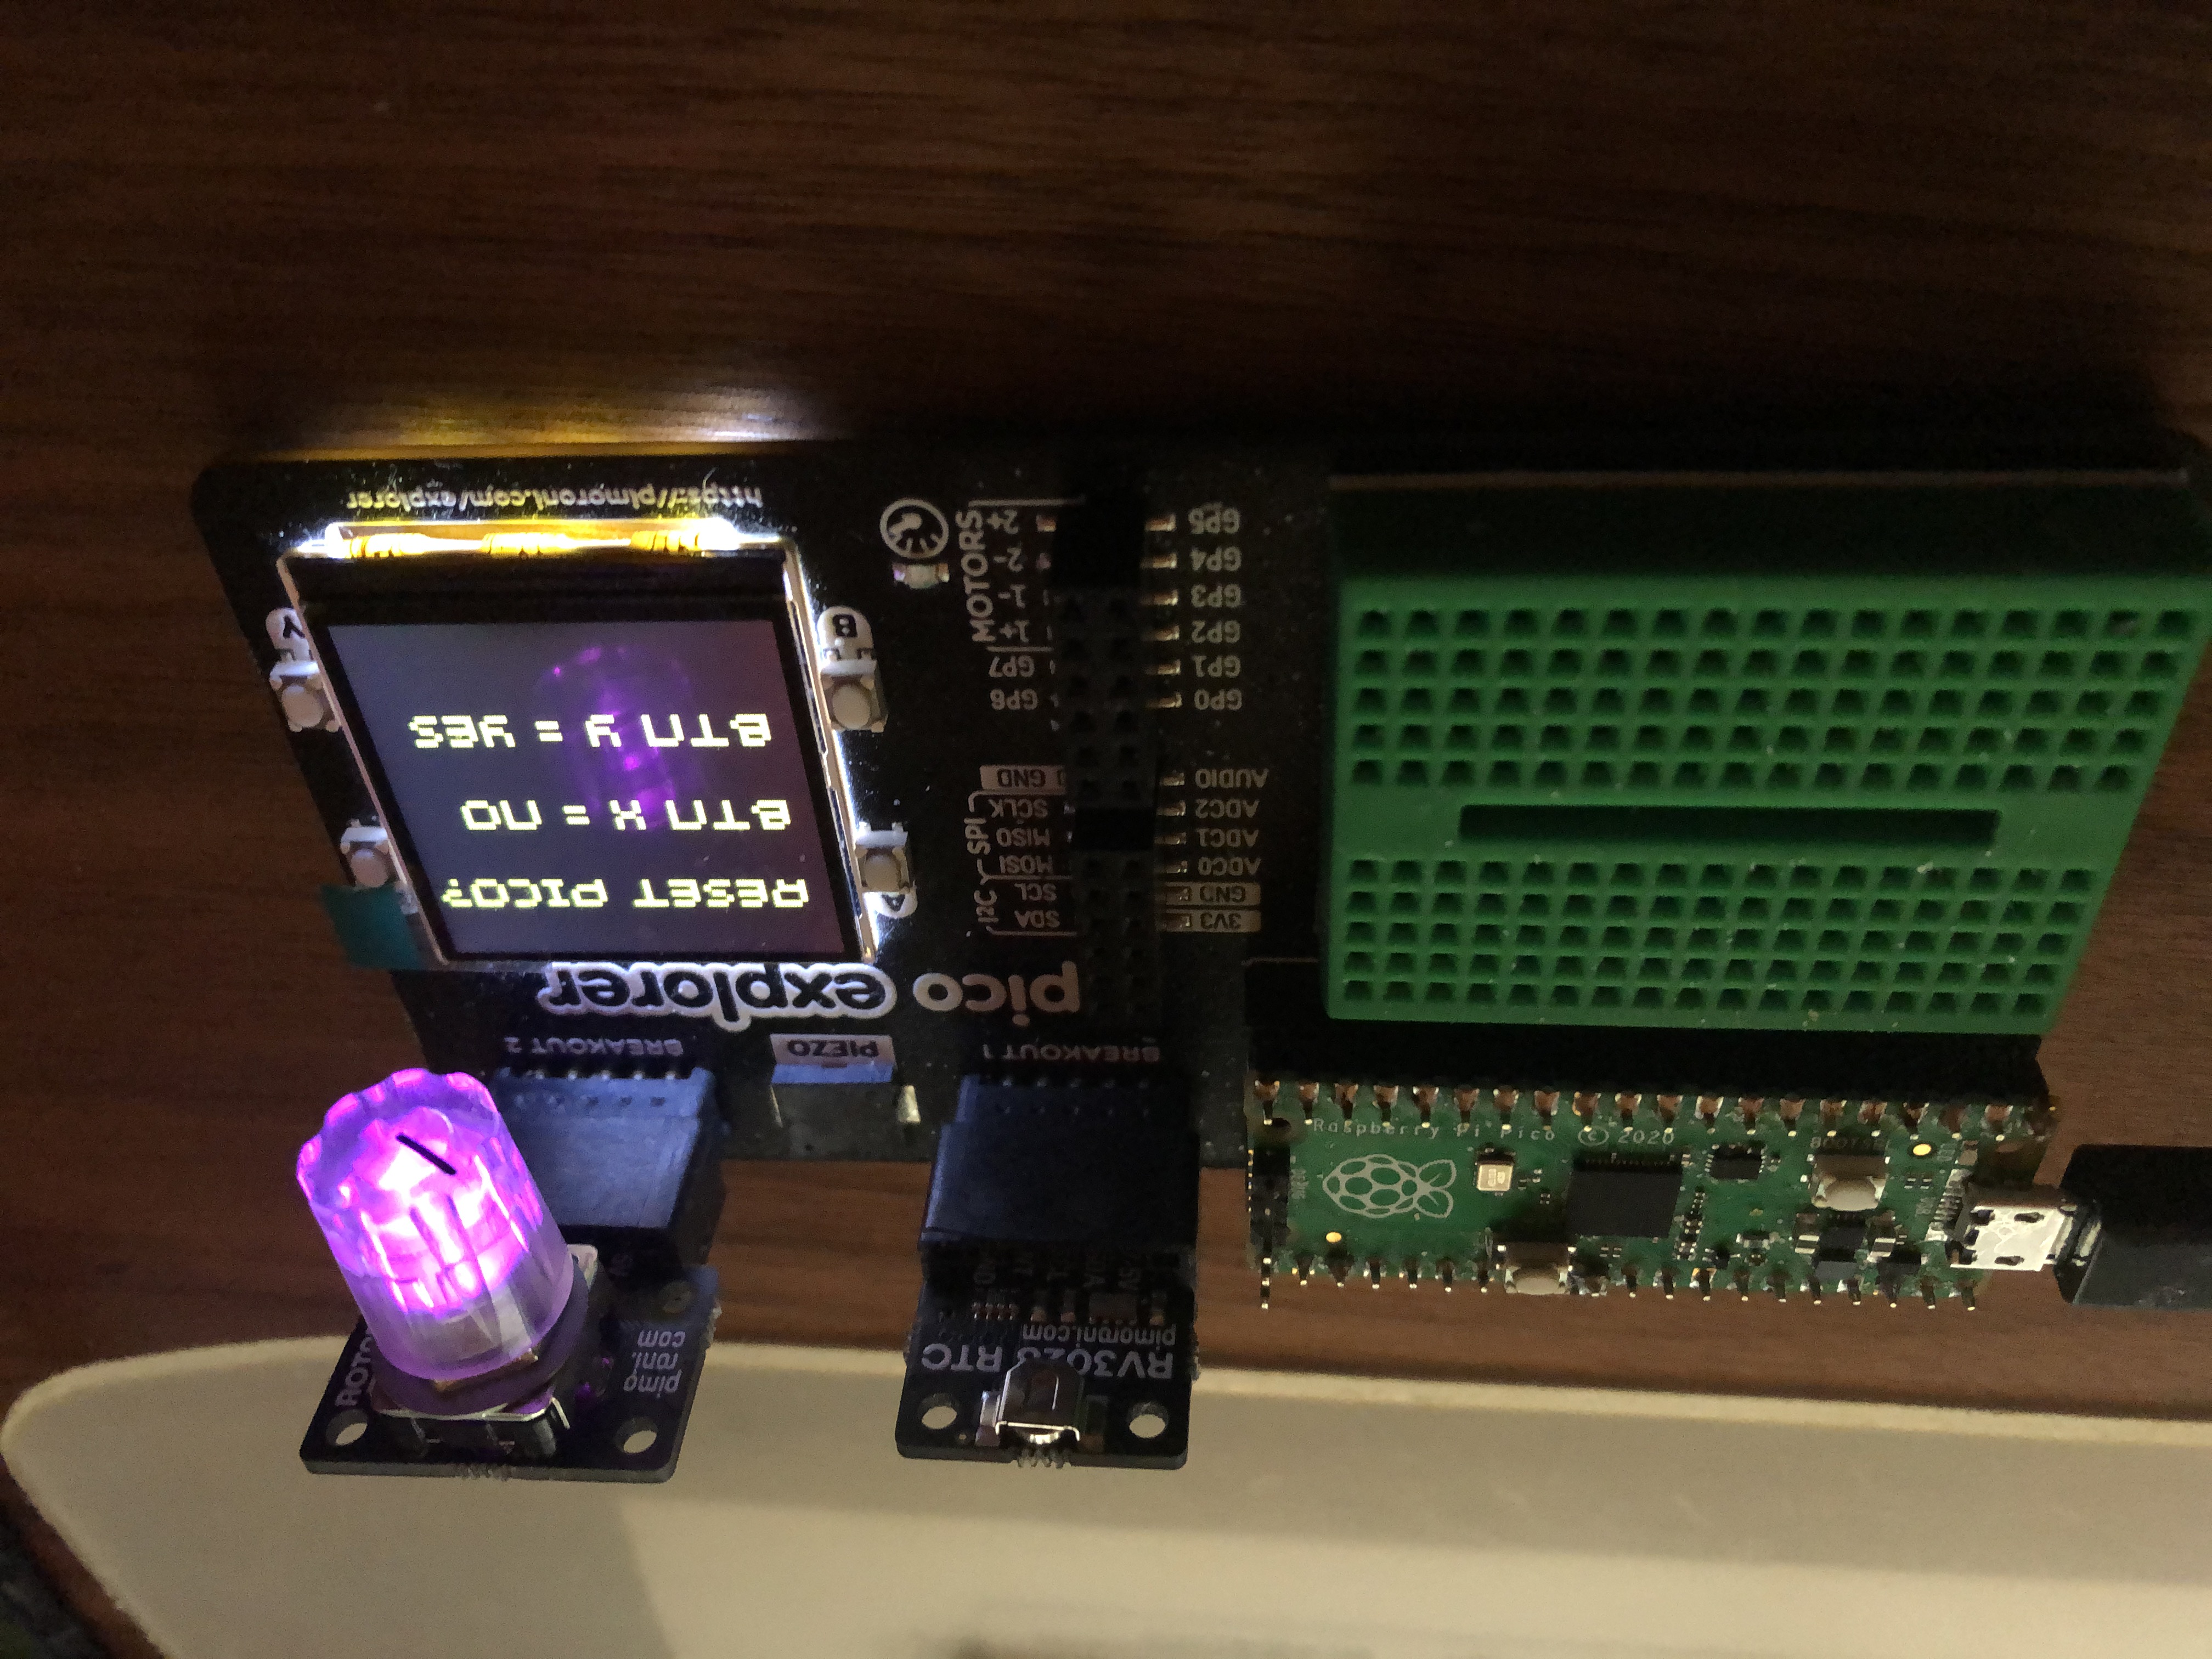 RV3028 RTC
pimoroni.com
pimo
roni.
com
BOOTSEL
Raspberry Pi Pico © 2020
BREAKOUT 1
PIEZO
BREAKOUT 2
pico explorer
3V3
GND
ADC0
ADC1
ADC2
AUDIO
SDA
SCL
I2C
MOSI
MISO
SCLK
SPI
GND
GP0
GP1
GP2
GP3
GP4
GP5
GP6
GP7
1+
1-
2-
2+
MOTORS
A
B
Y
RESET PICO?
BTN X = NO
BTN Y = YES
https://pimoroni.com/explorer